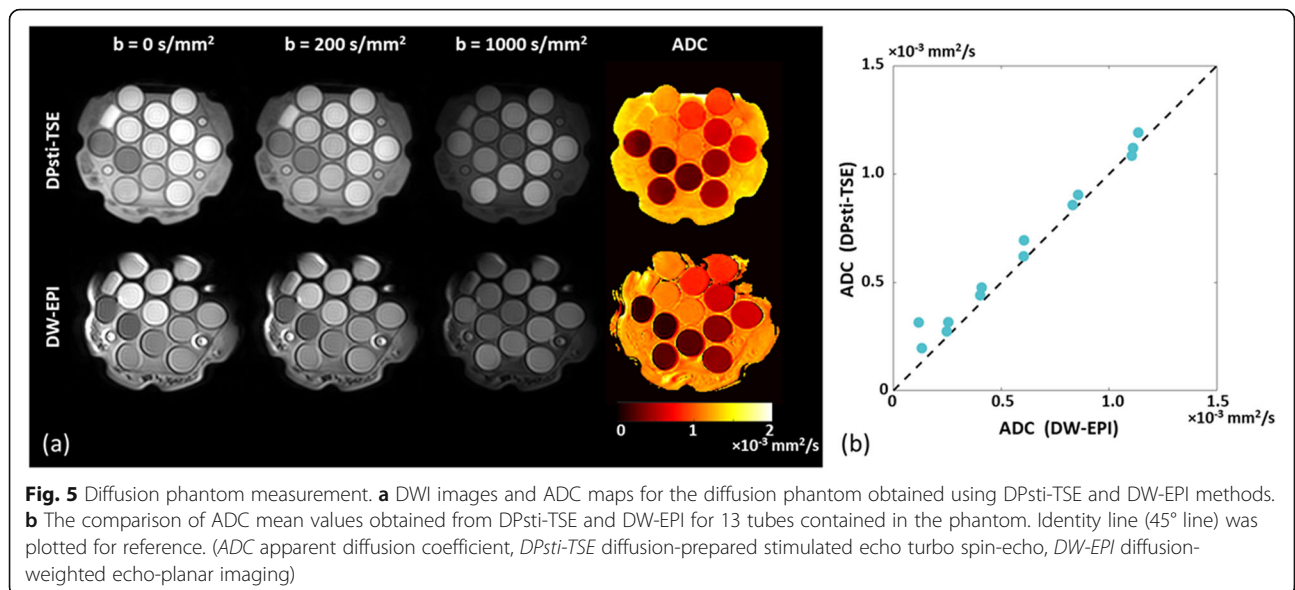 b = 0 s/mm² b = 200 s/mm² b = 1000 s/mm² ADC
DPsti-TSE
DW-EPI
0 1 2
×10⁻³ mm²/s
(a)
×10⁻³ mm²/s
1.5
1.0
0.5
0
ADC (DPsti-TSE)
0 0.5 1.0 1.5
×10⁻³ mm²/s
ADC (DW-EPI)
(b)
Fig. 5 Diffusion phantom measurement. a DWI images and ADC maps for the diffusion phantom obtained using DPsti-TSE and DW-EPI methods.
b The comparison of ADC mean values obtained from DPsti-TSE and DW-EPI for 13 tubes contained in the phantom. Identity line (45° line) was
plotted for reference. (ADC apparent diffusion coefficient, DPsti-TSE diffusion-prepared stimulated echo turbo spin-echo, DW-EPI diffusion-
weighted echo-planar imaging)